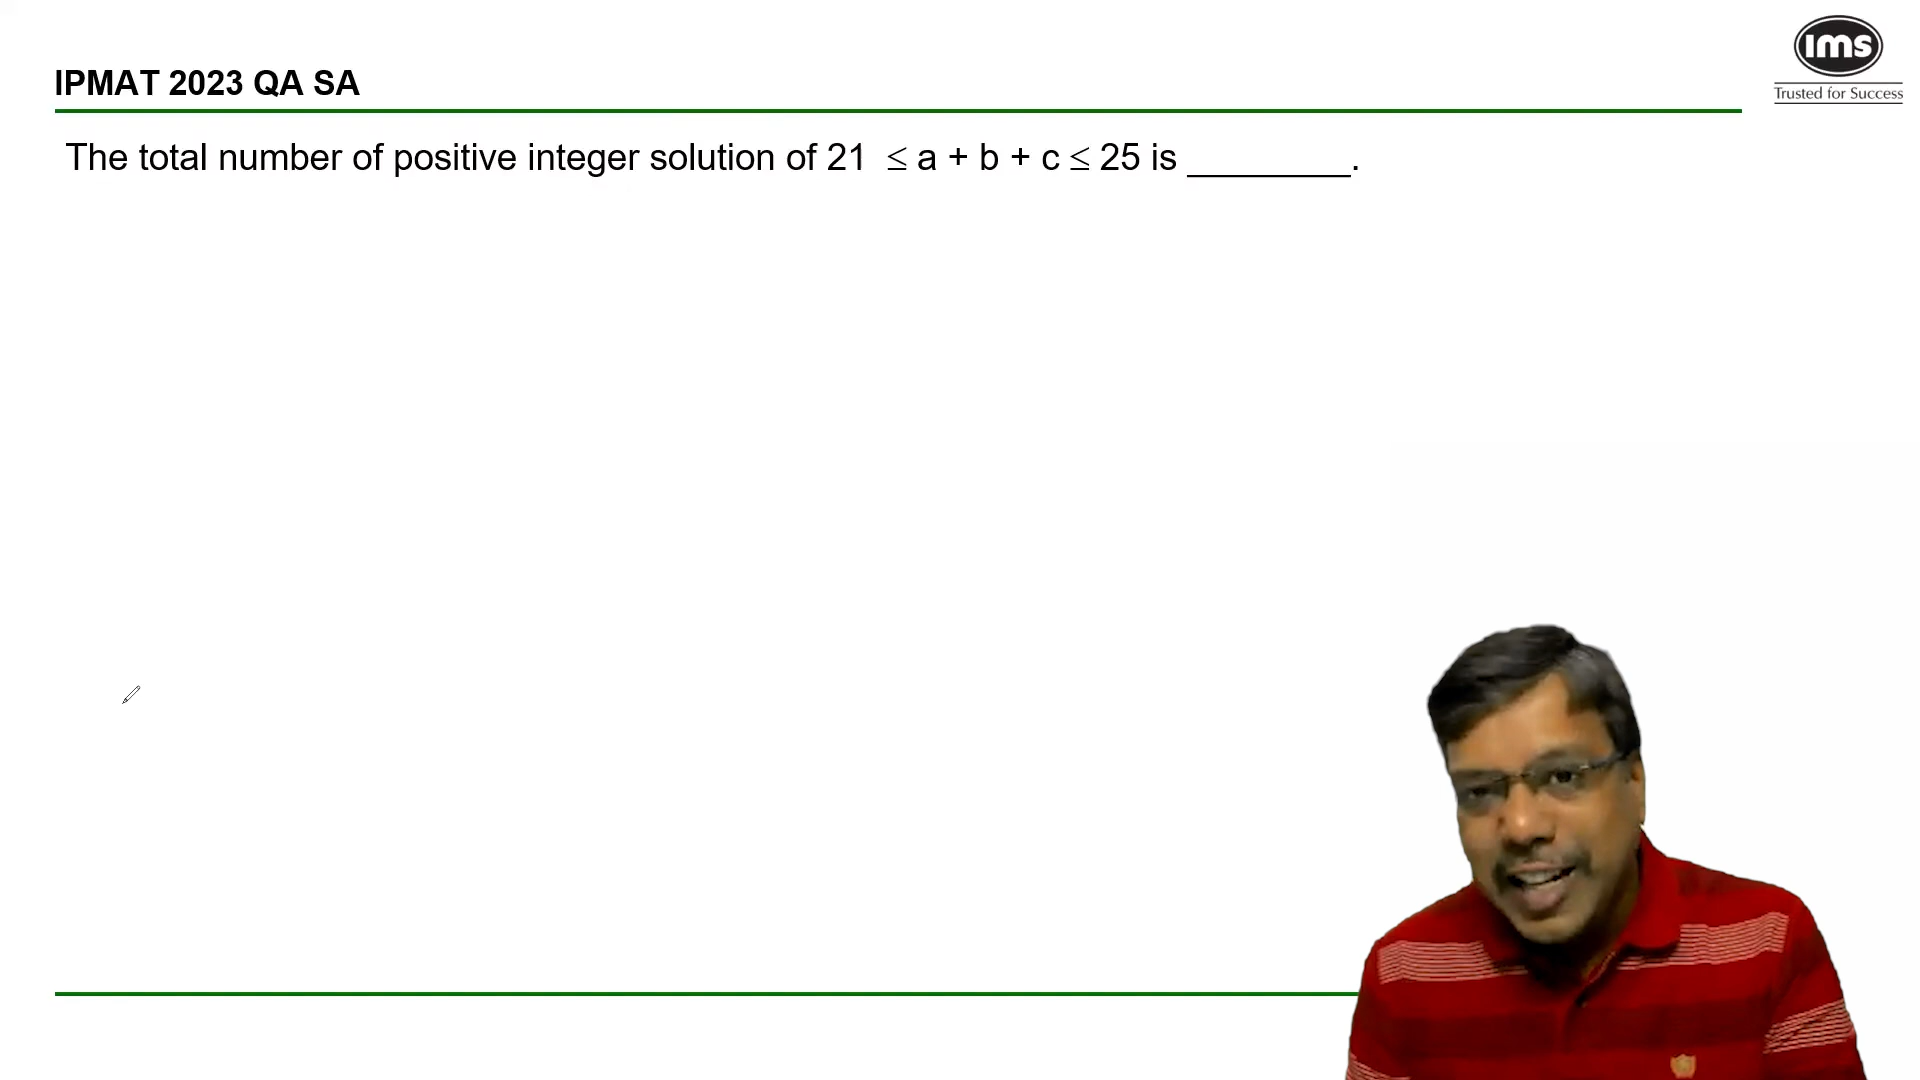 ims
Trusted for Success
IPMAT 2023 QA SA
The total number of positive integer solution of 21 ≤ a + b + c ≤ 25 is ________.